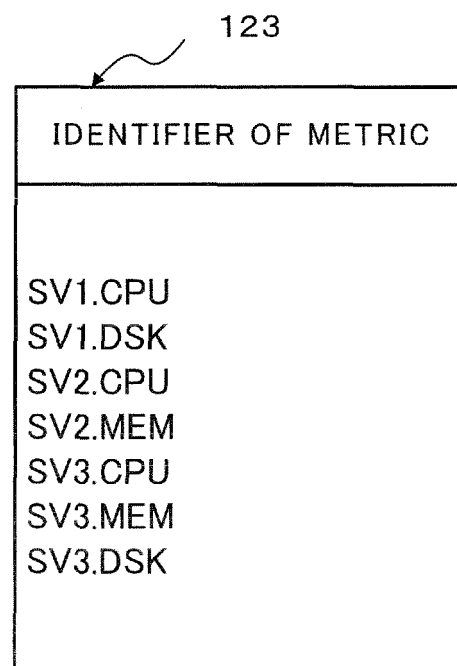 123
IDENTIFIER OF METRIC
SV1.CPU
SV1.DSK
SV2.CPU
SV2.MEM
SV3.CPU
SV3.MEM
SV3.DSK